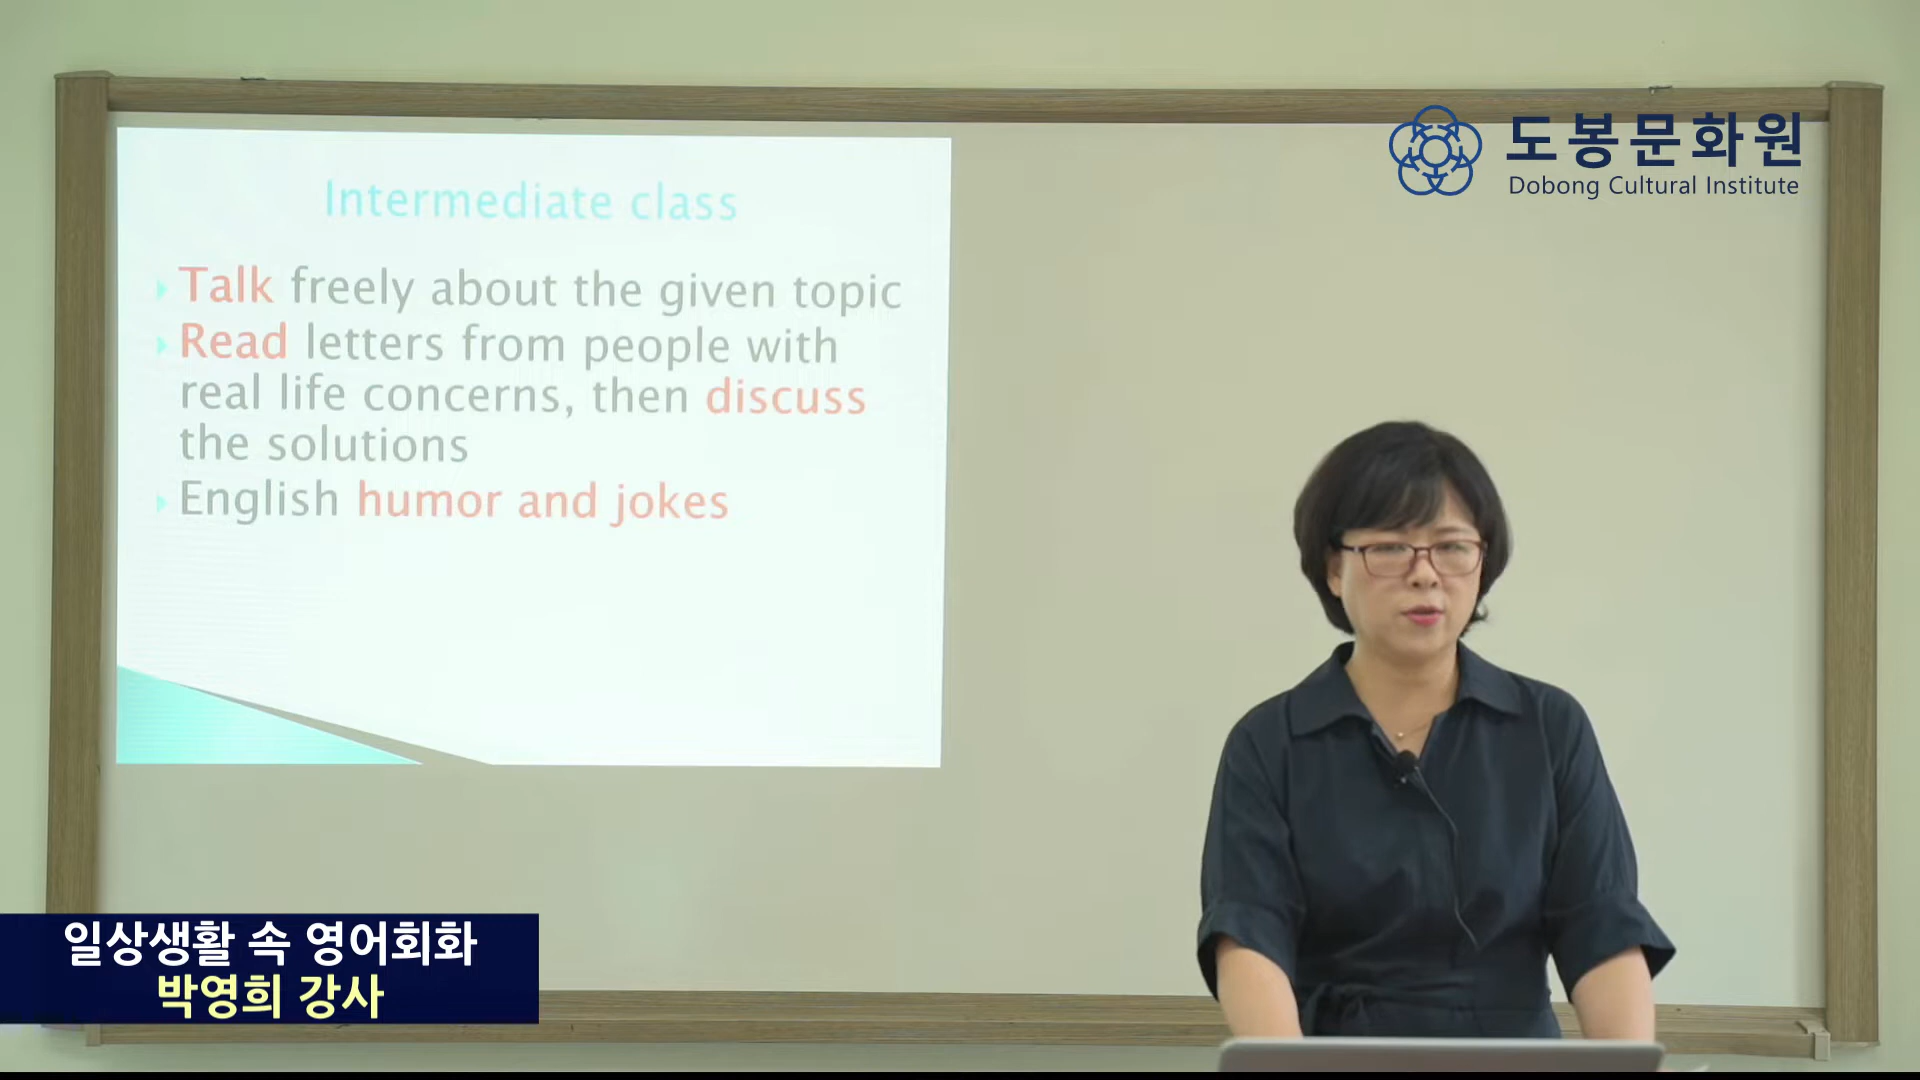 도봉문화원
Dobong Cultural Institute
Intermediate class
Talk freely about the given topic
Read letters from people with
real life concerns, then discuss
the solutions
English humor and jokes
일상생활 속 영어회화
박영희 강사